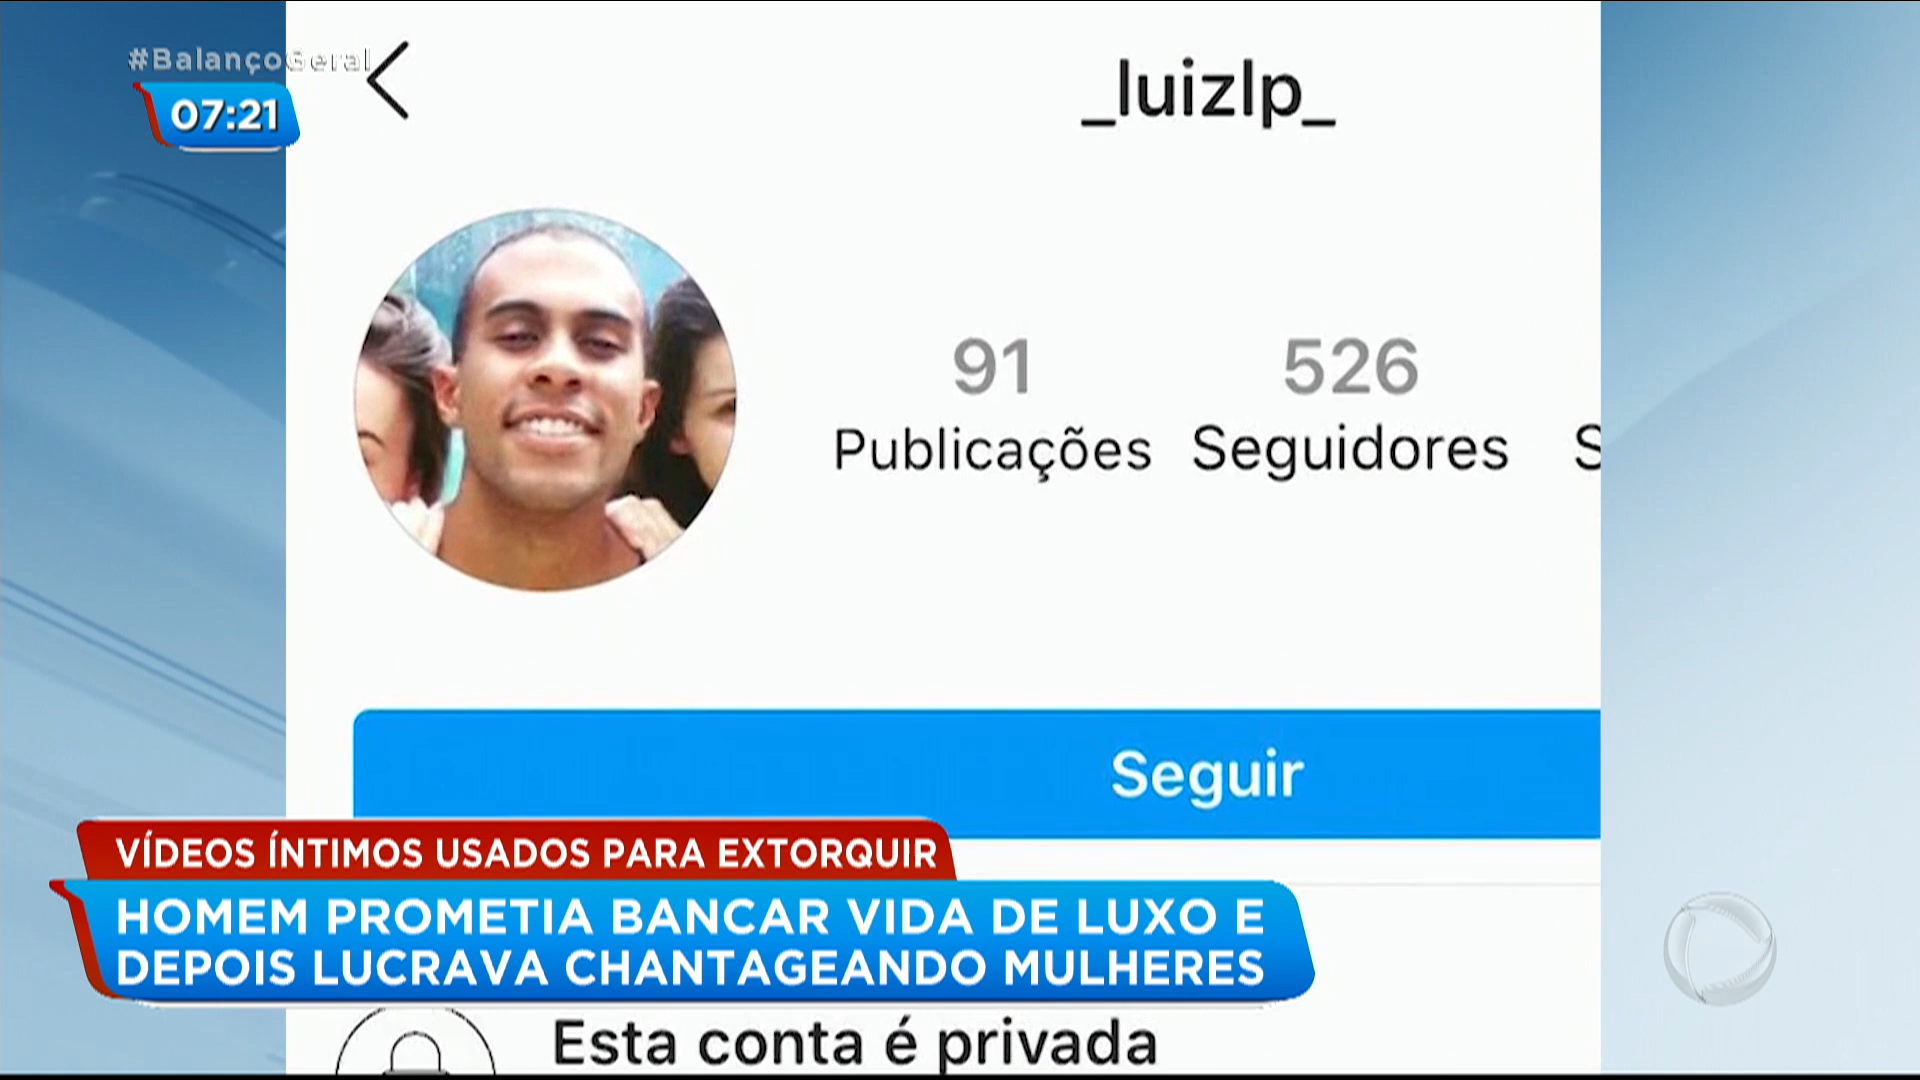 #BalançoGeral
07:21
_luizlp_
91
526
Publicações
Seguidores
S
Seguir
VÍDEOS ÍNTIMOS USADOS PARA EXTORQUIR
HOMEM PROMETIA BANCAR VIDA DE LUXO E
DEPOIS LUCRAVA CHANTAGEANDO MULHERES
Esta conta é privada